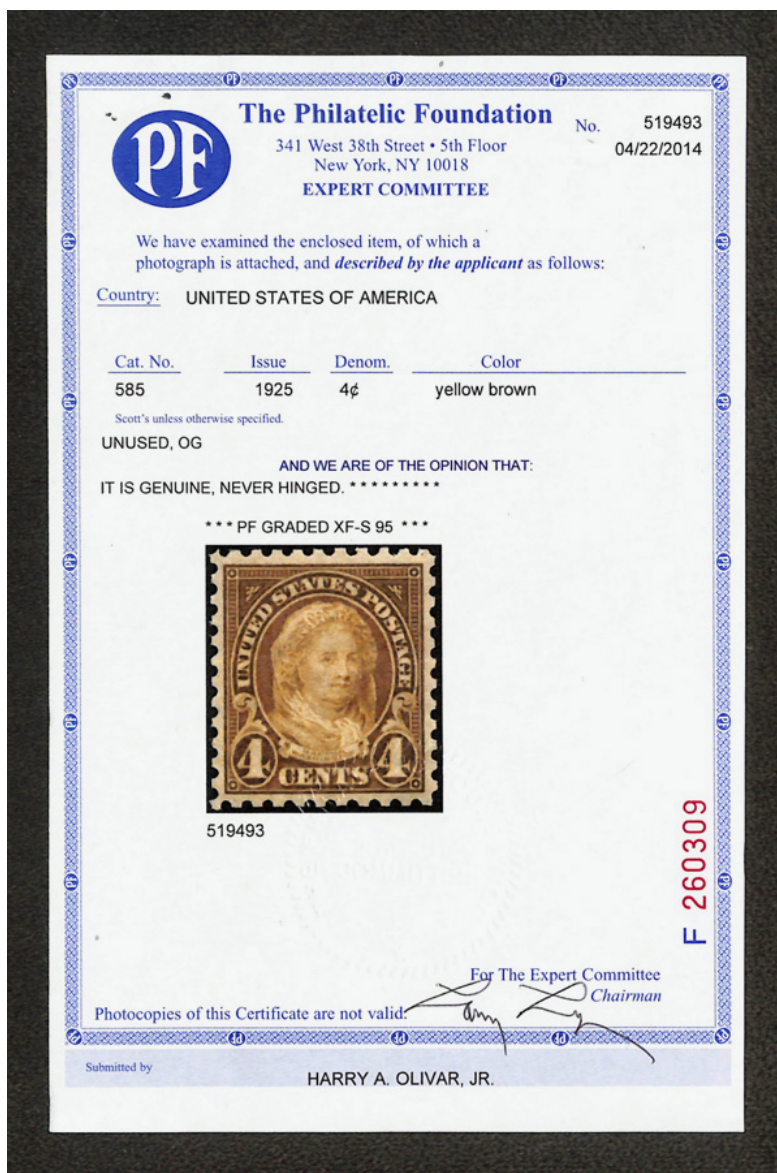 PF PF PF
The Philatelic Foundation
No. 519493
PF
341 West 38th Street • 5th Floor
04/22/2014
New York, NY 10018
EXPERT COMMITTEE
We have examined the enclosed item, of which a
photograph is attached, and described by the applicant as follows:
Country: UNITED STATES OF AMERICA
Cat. No. Issue Denom. Color
585 1925 4¢ yellow brown
Scott's unless otherwise specified.
UNUSED, OG
AND WE ARE OF THE OPINION THAT:
IT IS GENUINE, NEVER HINGED. * * * * * * * * *
* * * PF GRADED XF-S 95 * * *
UNITED STATES POSTAGE
4 CENTS 4
519493
F 260309
For The Expert Committee
Chairman
Photocopies of this Certificate are not valid.
Submitted by
HARRY A. OLIVAR, JR.